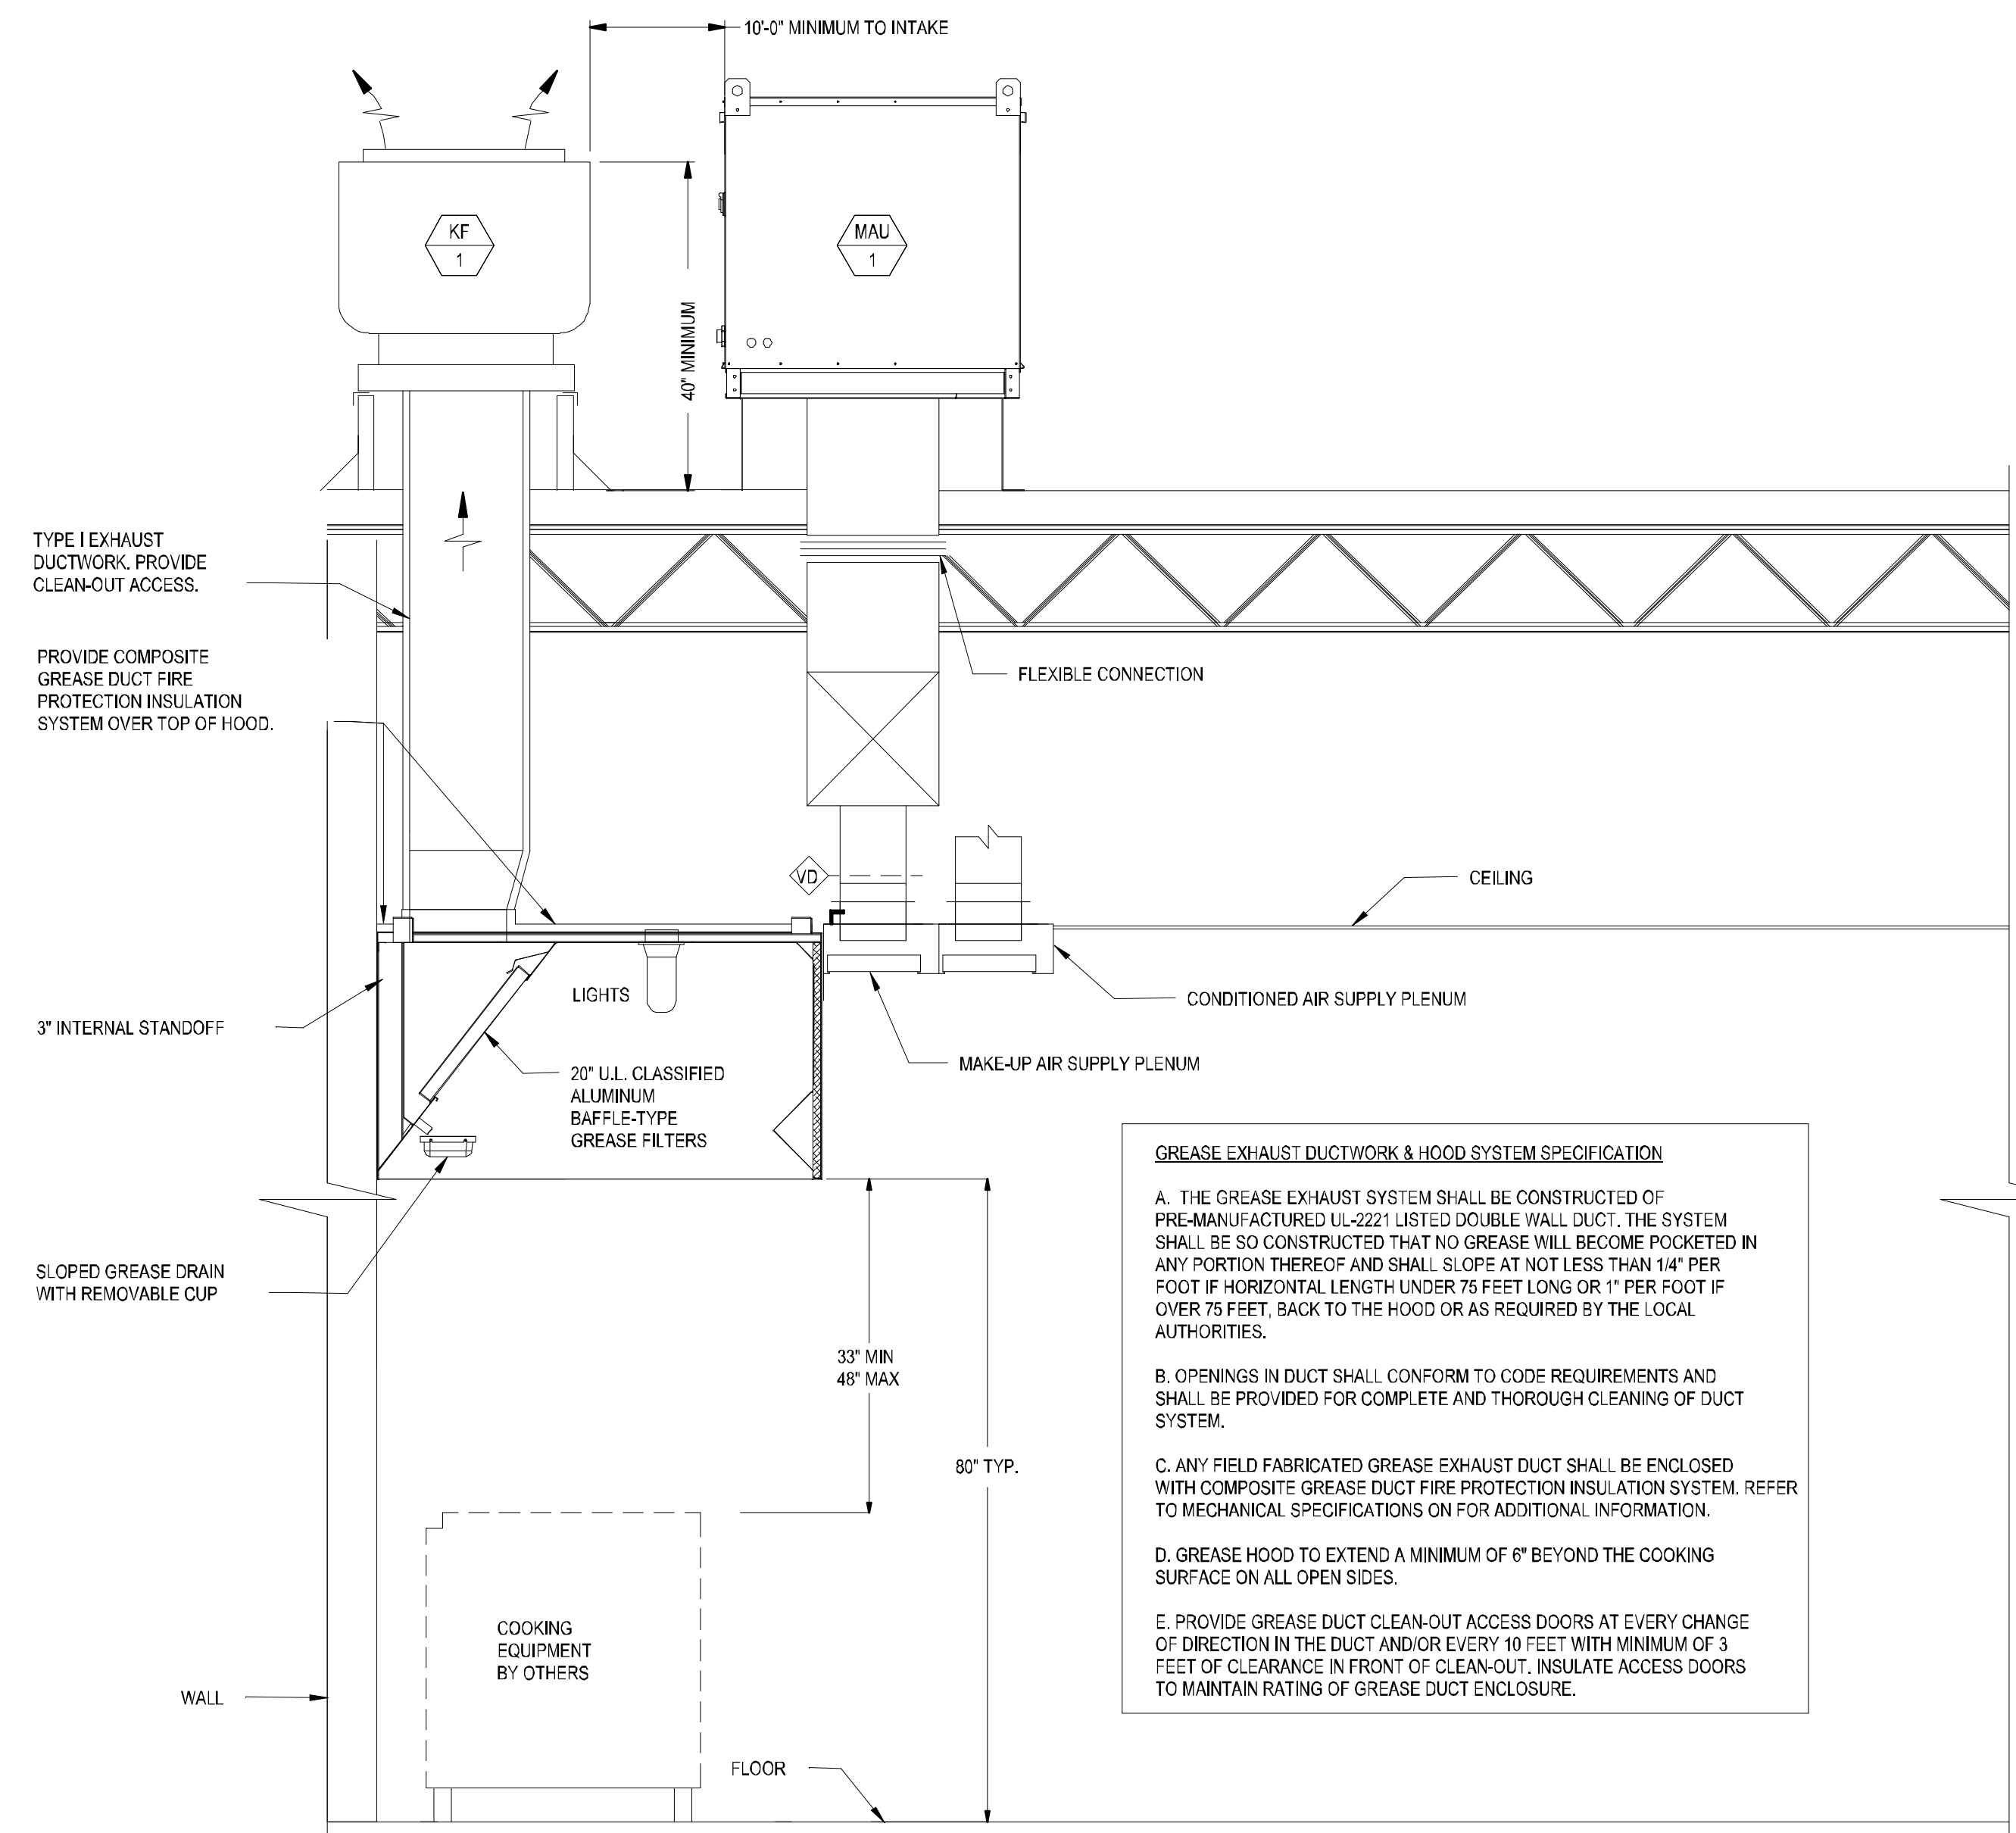 10'-0" MINIMUM TO INTAKE
KF
1
MAU
1
40" MINIMUM
TYPE I EXHAUST
DUCTWORK. PROVIDE
CLEAN-OUT ACCESS.
PROVIDE COMPOSITE
GREASE DUCT FIRE
PROTECTION INSULATION
SYSTEM OVER TOP OF HOOD.
FLEXIBLE CONNECTION
VD
CEILING
LIGHTS
CONDITIONED AIR SUPPLY PLENUM
3" INTERNAL STANDOFF
MAKE-UP AIR SUPPLY PLENUM
20" U.L. CLASSIFIED
ALUMINUM
BAFFLE-TYPE
GREASE FILTERS
SLOPED GREASE DRAIN
WITH REMOVABLE CUP
33" MIN
48" MAX
80" TYP.
COOKING
EQUIPMENT
BY OTHERS
WALL
FLOOR
GREASE EXHAUST DUCTWORK & HOOD SYSTEM SPECIFICATION
A. THE GREASE EXHAUST SYSTEM SHALL BE CONSTRUCTED OF
PRE-MANUFACTURED UL-2221 LISTED DOUBLE WALL DUCT. THE SYSTEM
SHALL BE SO CONSTRUCTED THAT NO GREASE WILL BECOME POCKETED IN
ANY PORTION THEREOF AND SHALL SLOPE AT NOT LESS THAN 1/4" PER
FOOT IF HORIZONTAL LENGTH UNDER 75 FEET LONG OR 1" PER FOOT IF
OVER 75 FEET, BACK TO THE HOOD OR AS REQUIRED BY THE LOCAL
AUTHORITIES.
B. OPENINGS IN DUCT SHALL CONFORM TO CODE REQUIREMENTS AND
SHALL BE PROVIDED FOR COMPLETE AND THOROUGH CLEANING OF DUCT
SYSTEM.
C. ANY FIELD FABRICATED GREASE EXHAUST DUCT SHALL BE ENCLOSED
WITH COMPOSITE GREASE DUCT FIRE PROTECTION INSULATION SYSTEM. REFER
TO MECHANICAL SPECIFICATIONS ON FOR ADDITIONAL INFORMATION.
D. GREASE HOOD TO EXTEND A MINIMUM OF 6" BEYOND THE COOKING
SURFACE ON ALL OPEN SIDES.
E. PROVIDE GREASE DUCT CLEAN-OUT ACCESS DOORS AT EVERY CHANGE
OF DIRECTION IN THE DUCT AND/OR EVERY 10 FEET WITH MINIMUM OF 3
FEET OF CLEARANCE IN FRONT OF CLEAN-OUT. INSULATE ACCESS DOORS
TO MAINTAIN RATING OF GREASE DUCT ENCLOSURE.